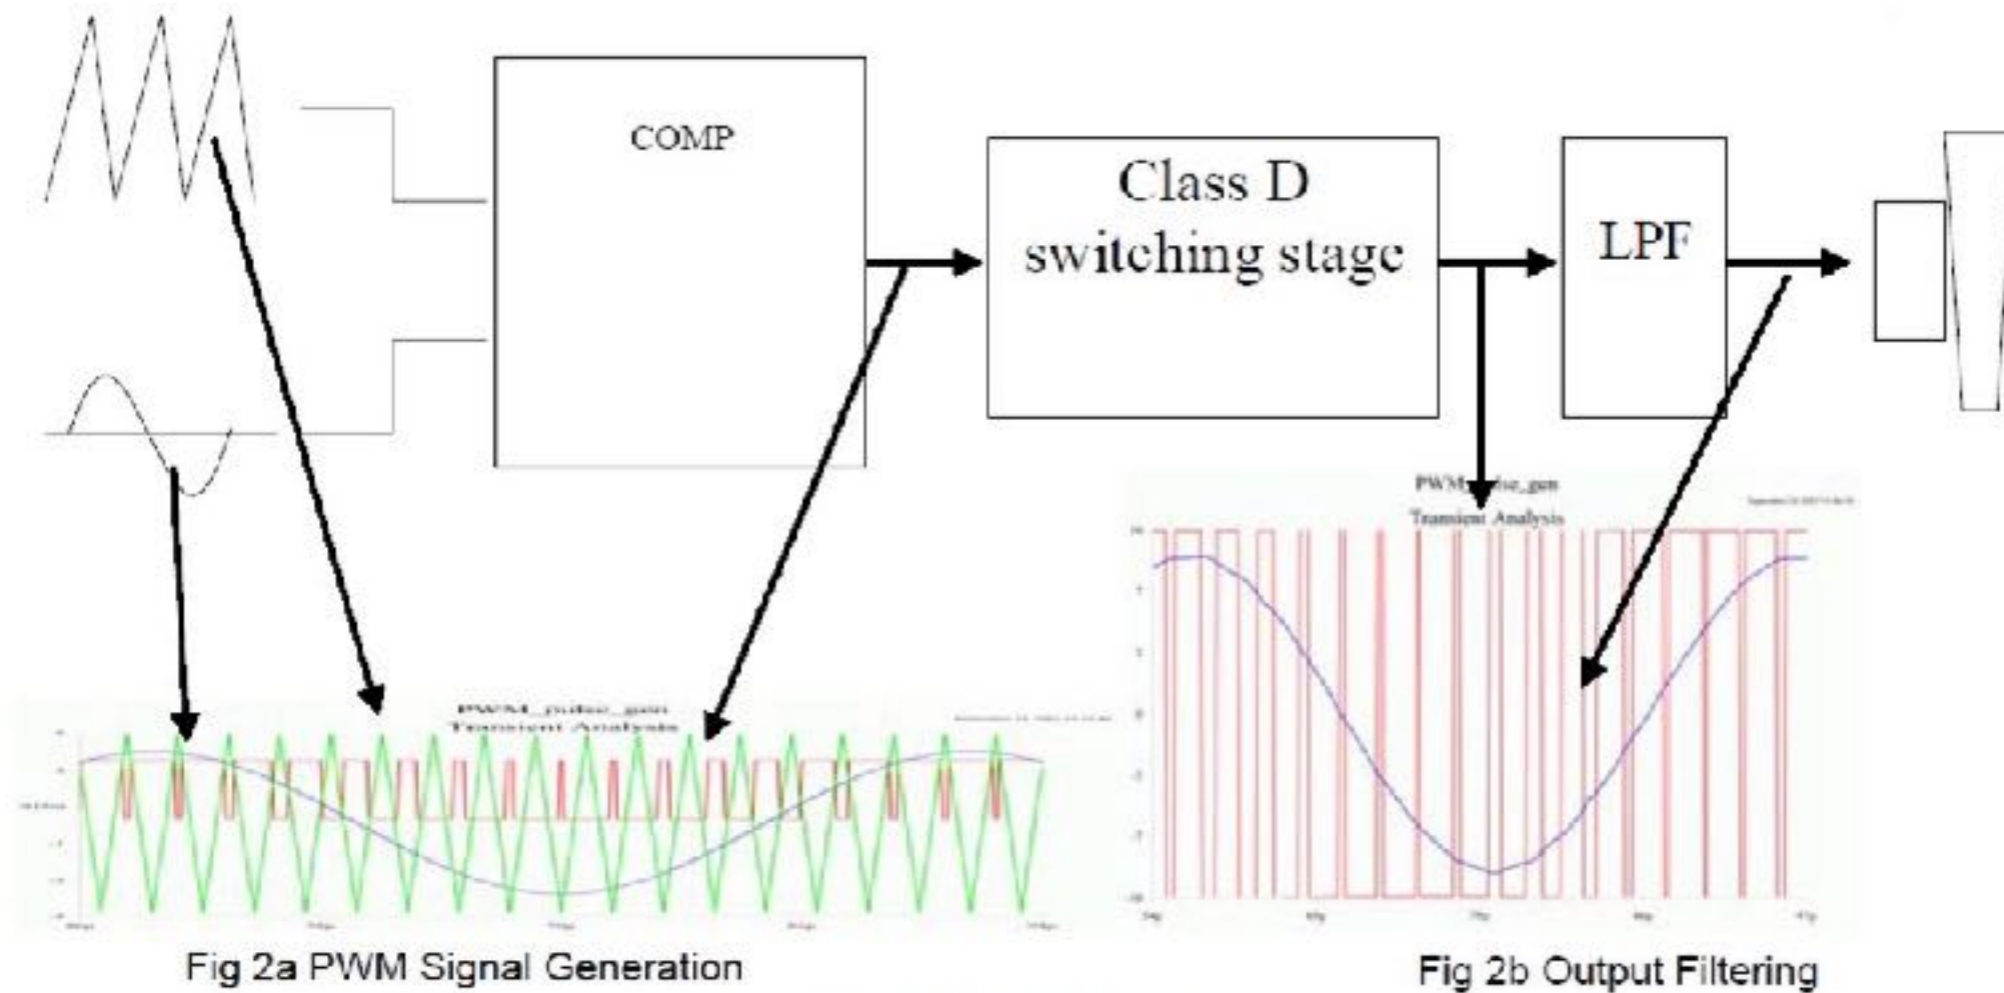 COMP
Class D
switching stage
LPF
PWM_pulse_gen
Transient Analysis
PWM_pulse_gen
Transient Analysis
Fig 2a PWM Signal Generation
Fig 2b Output Filtering